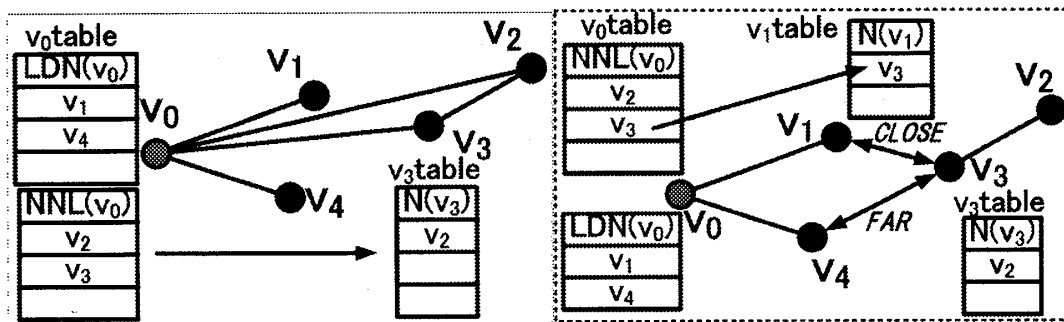 v₀table
LDN(v₀)
v₁
v₄
NNL(v₀)
v₂
v₃
V₀
V₁
V₂
V₃
V₄
v₃table
N(v₃)
v₂
v₀table
NNL(v₀)
v₂
v₃
LDN(v₀)
v₁
v₄
v₁table
N(v₁)
v₃
V₀
V₁
CLOSE
V₂
V₃
FAR
V₄
v₃table
N(v₃)
v₂